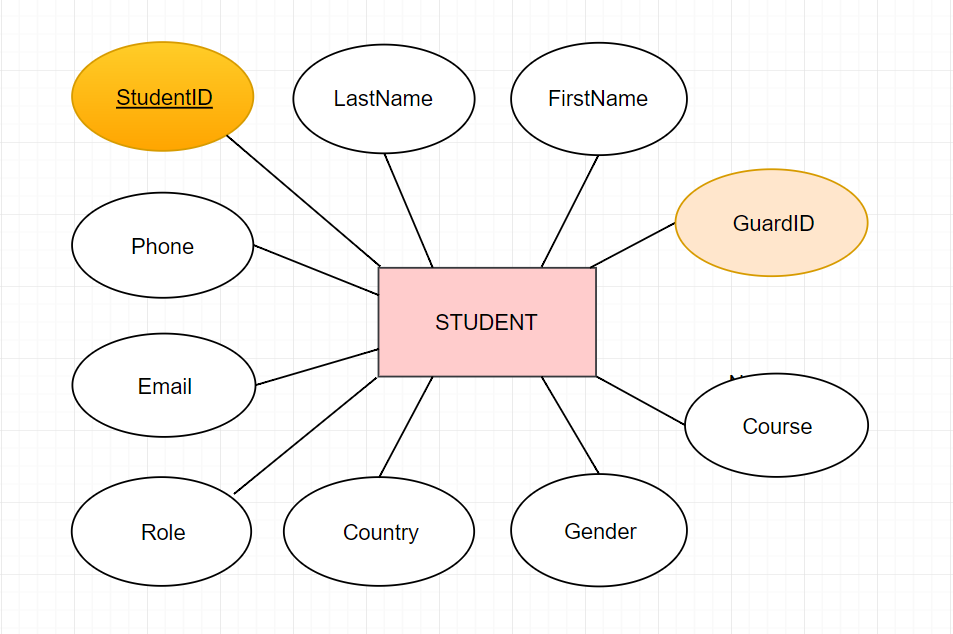 StudentID
LastName
FirstName
GuardID
Phone
STUDENT
Email
Course
Role
Country
Gender